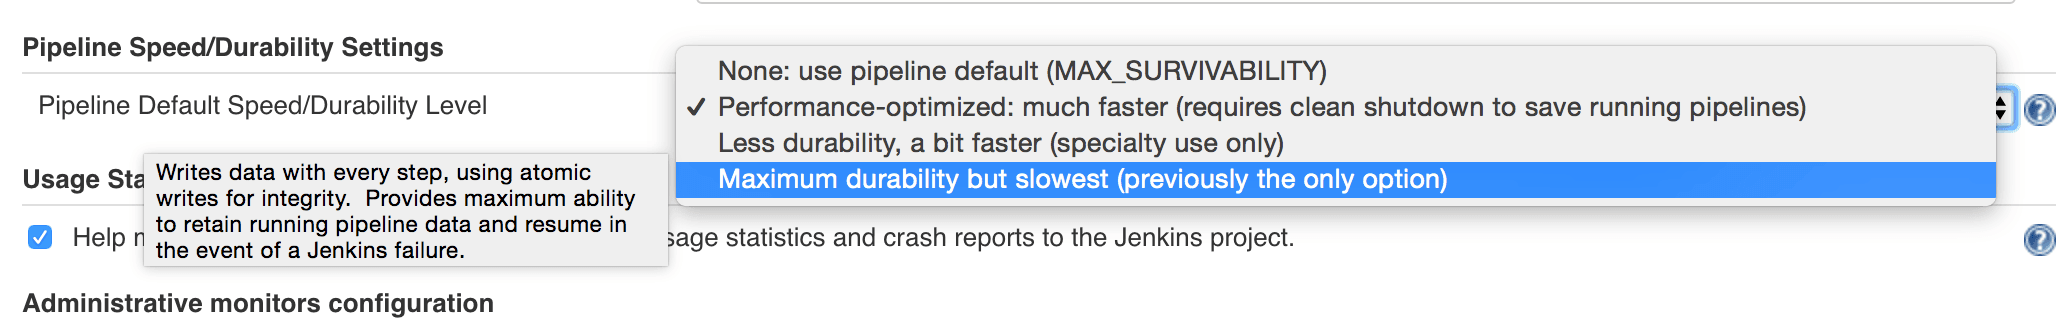 Pipeline Speed/Durability Settings
Pipeline Default Speed/Durability Level
None: use pipeline default (MAX_SURVIVABILITY)
✓ Performance-optimized: much faster (requires clean shutdown to save running pipelines)
Less durability, a bit faster (specialty use only)
Maximum durability but slowest (previously the only option)
Usage Sta
Writes data with every step, using atomic
writes for integrity. Provides maximum ability
to retain running pipeline data and resume in
the event of a Jenkins failure.
Help sage statistics and crash reports to the Jenkins project.
Administrative monitors configuration